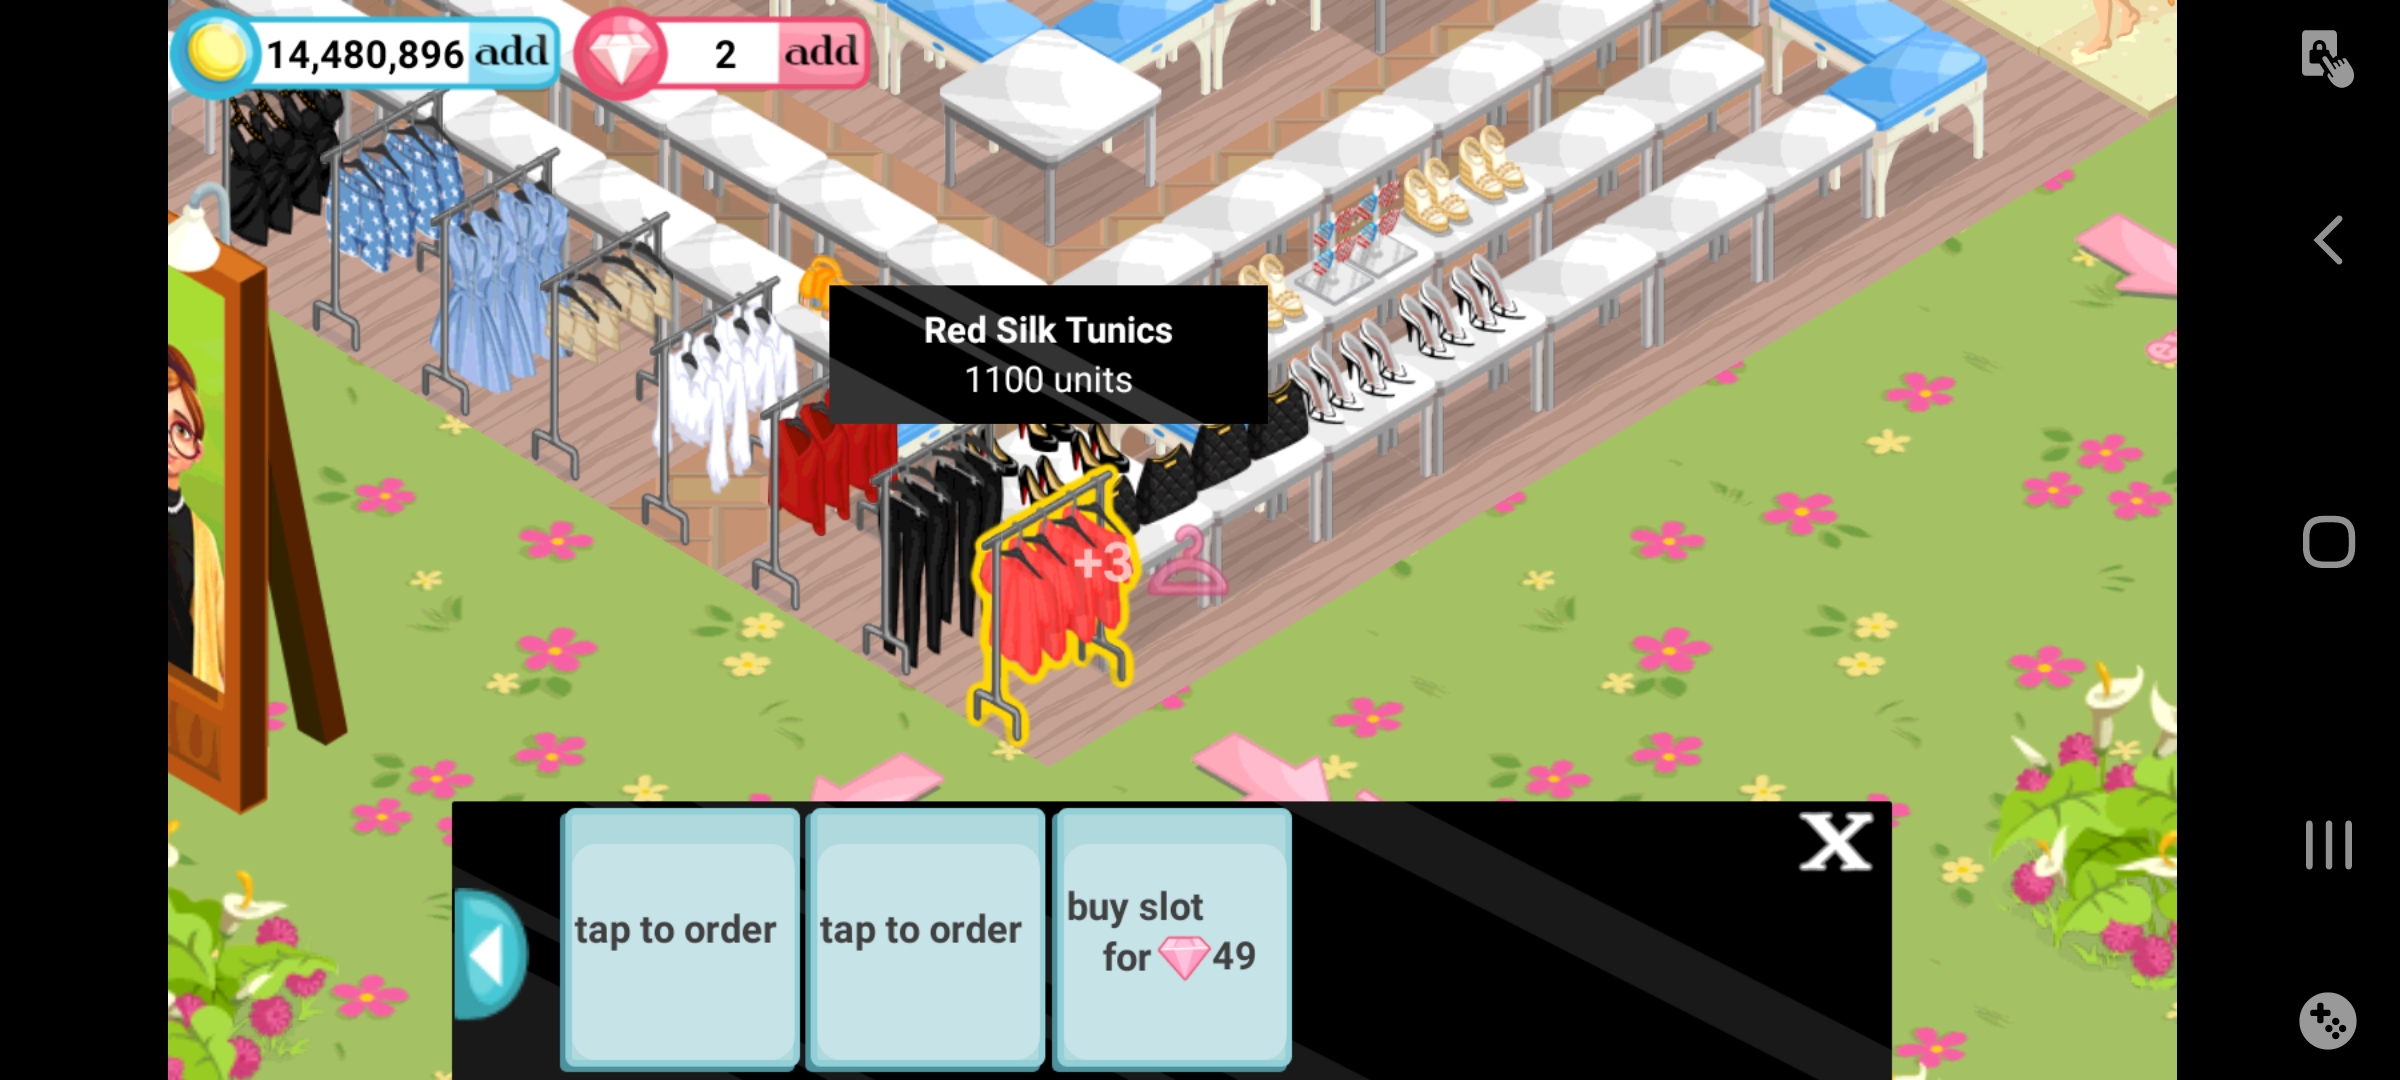 14,480,896 add
2 add
Red Silk Tunics
1100 units
+3
X
tap to order
tap to order
buy slot
for 49